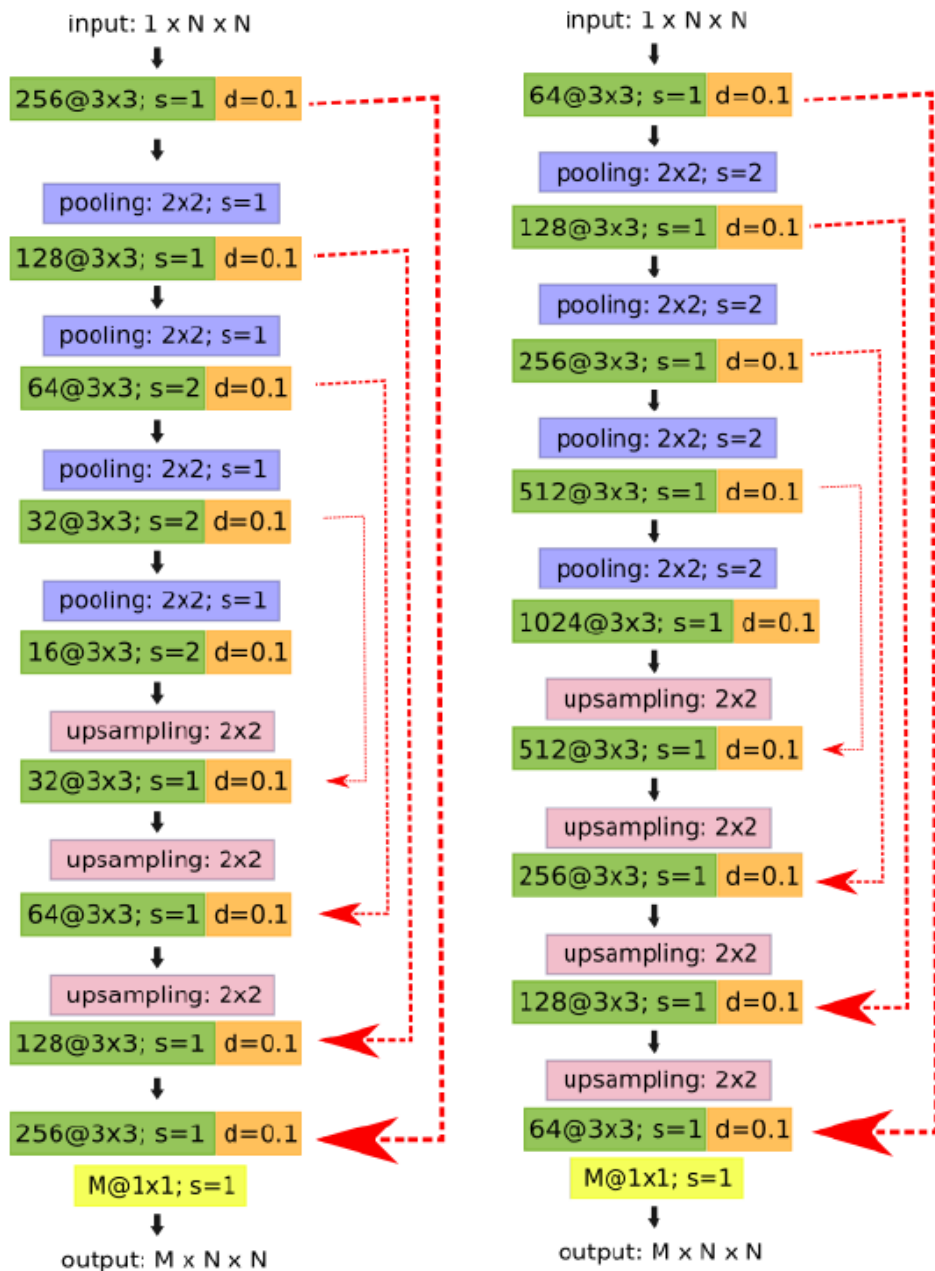 input: 1 x N x N
256@3x3; s=1 d=0.1
pooling: 2x2; s=1
128@3x3; s=1 d=0.1
pooling: 2x2; s=1
64@3x3; s=2 d=0.1
pooling: 2x2; s=1
32@3x3; s=2 d=0.1
pooling: 2x2; s=1
16@3x3; s=2 d=0.1
upsampling: 2x2
32@3x3; s=1 d=0.1
upsampling: 2x2
64@3x3; s=1 d=0.1
upsampling: 2x2
128@3x3; s=1 d=0.1
256@3x3; s=1 d=0.1
M@1x1; s=1
output: M x N x N
input: 1 x N x N
64@3x3; s=1 d=0.1
pooling: 2x2; s=2
128@3x3; s=1 d=0.1
pooling: 2x2; s=2
256@3x3; s=1 d=0.1
pooling: 2x2; s=2
512@3x3; s=1 d=0.1
pooling: 2x2; s=2
1024@3x3; s=1 d=0.1
upsampling: 2x2
512@3x3; s=1 d=0.1
upsampling: 2x2
256@3x3; s=1 d=0.1
upsampling: 2x2
128@3x3; s=1 d=0.1
upsampling: 2x2
64@3x3; s=1 d=0.1
M@1x1; s=1
output: M x N x N